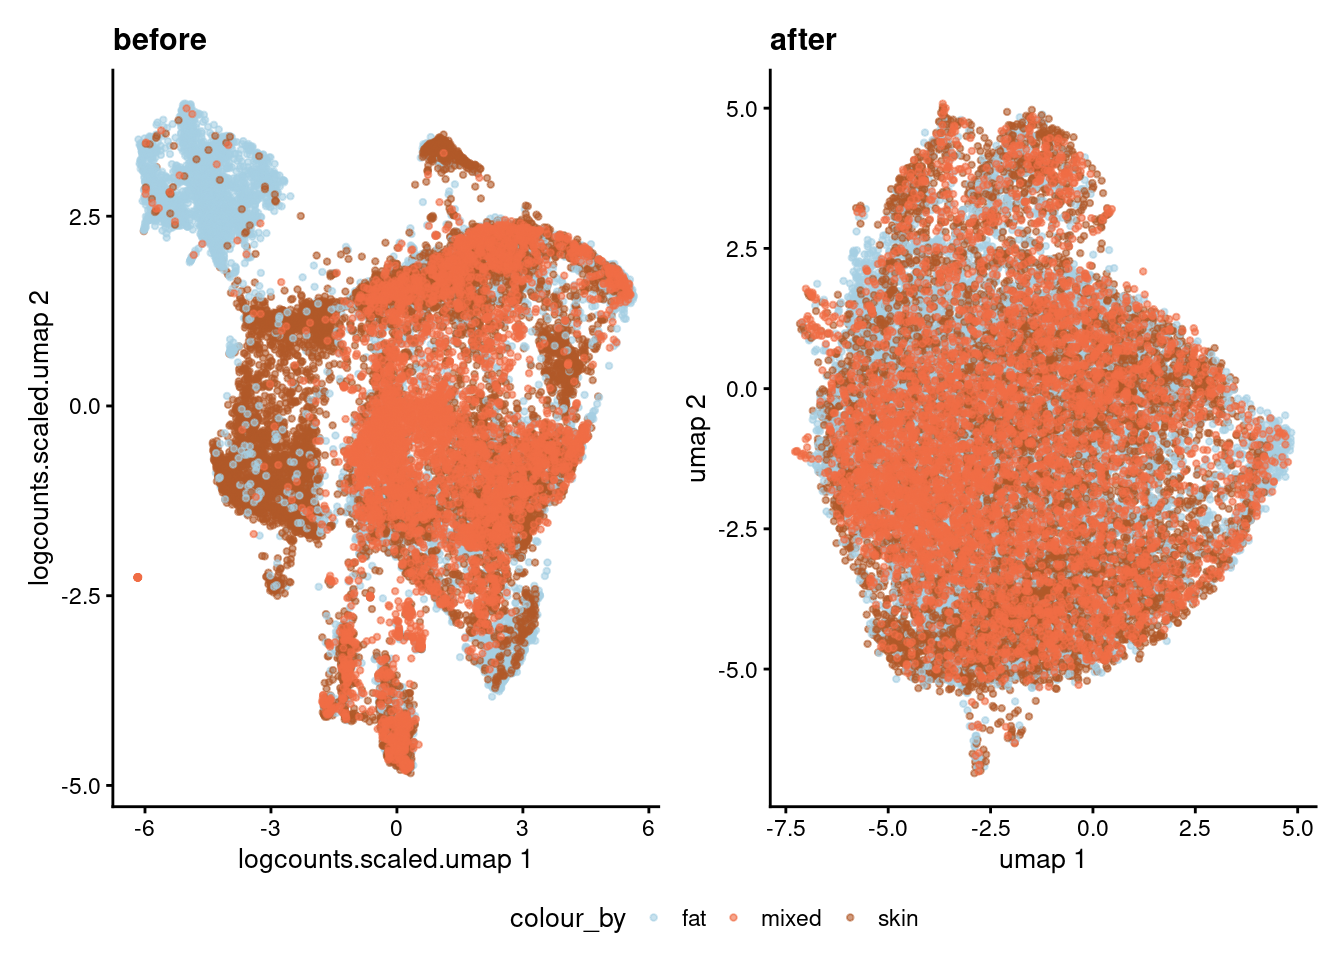 before
after
logcounts.scaled.umap 2
2.5
0.0
-2.5
-5.0
-6
-3
0
3
6
logcounts.scaled.umap 1
umap 2
5.0
2.5
0.0
-2.5
-5.0
-7.5
-5.0
-2.5
0.0
2.5
5.0
umap 1
colour_by fat mixed skin